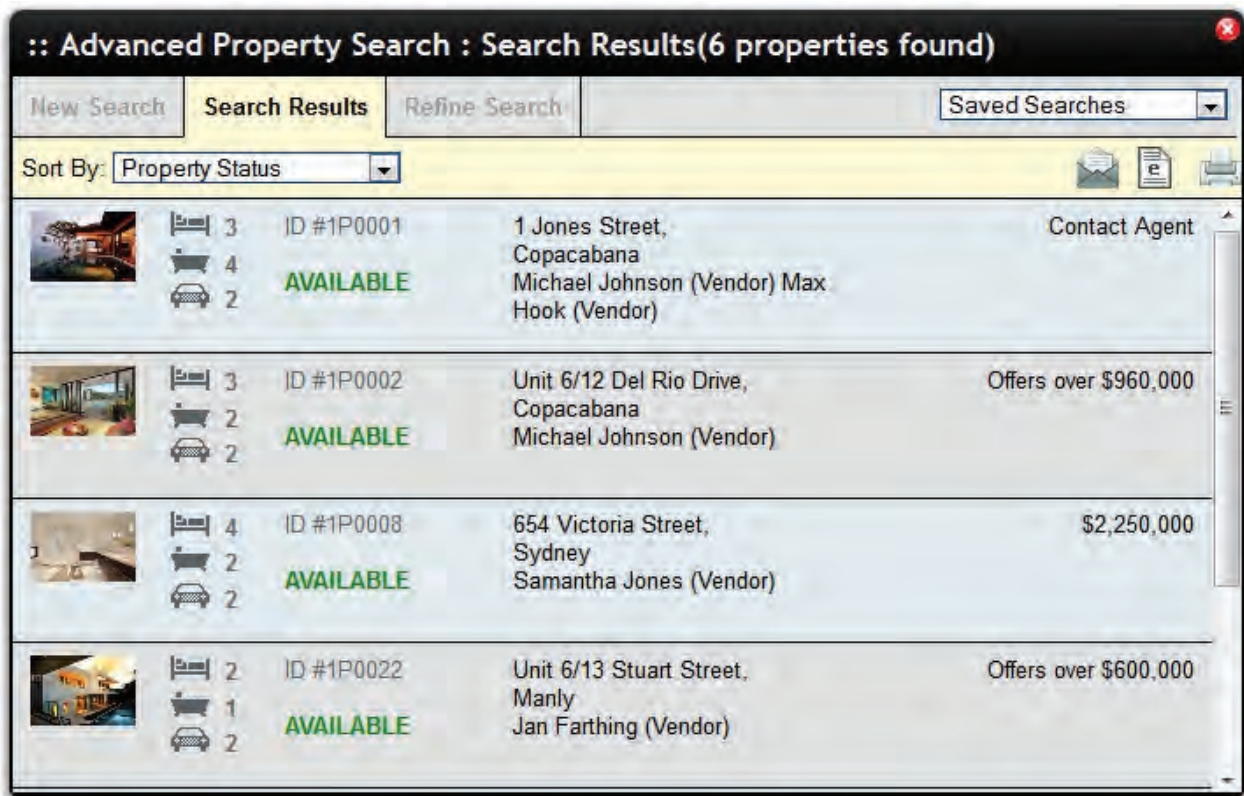 :: Advanced Property Search : Search Results(6 properties found)
New Search
Search Results
Refine Search
Saved Searches
Sort By: Property Status
e
3
4
2
ID #1P0001
AVAILABLE
1 Jones Street,
Copacabana
Michael Johnson (Vendor) Max
Hook (Vendor)
Contact Agent
3
2
2
ID #1P0002
AVAILABLE
Unit 6/12 Del Rio Drive,
Copacabana
Michael Johnson (Vendor)
Offers over $960,000
4
2
2
ID #1P0008
AVAILABLE
654 Victoria Street,
Sydney
Samantha Jones (Vendor)
$2,250,000
2
1
2
ID #1P0022
AVAILABLE
Unit 6/13 Stuart Street,
Manly
Jan Farthing (Vendor)
Offers over $600,000